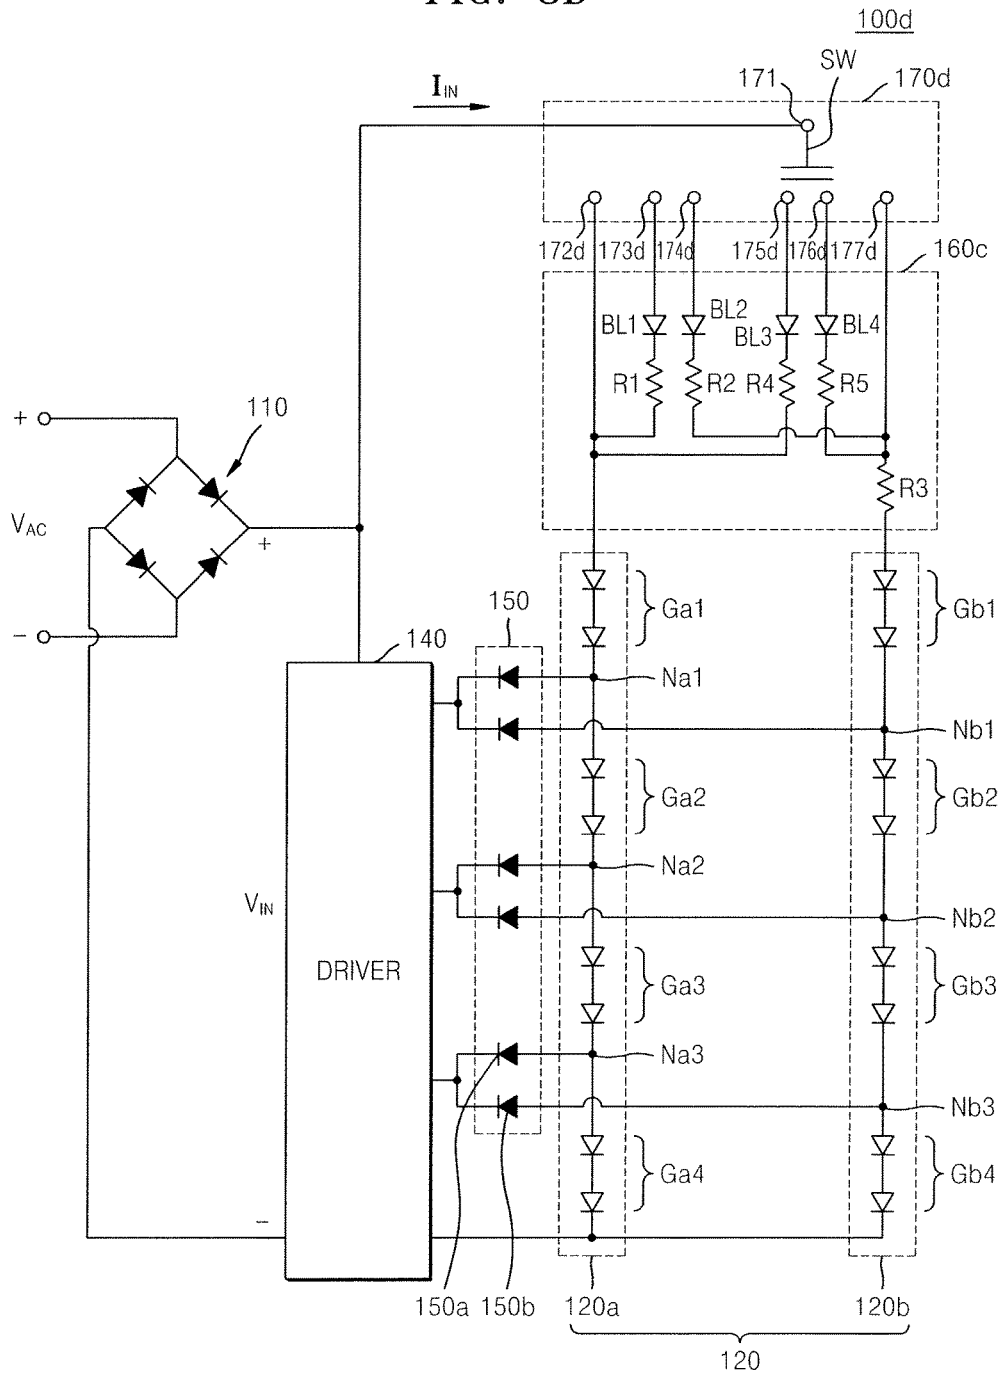 100d
SW
171
170d
I_IN
172d 173d 174d 175d 176d 177d
160c
BL1 BL2 BL3 BL4
R1 R2 R4 R5
R3
+
110
V_AC
+
−
150
140
Ga1 Gb1
Na1
Nb1
Ga2 Gb2
Na2
V_IN
Nb2
DRIVER
Ga3 Gb3
Na3
Nb3
Ga4 Gb4
−
150a 150b 120a 120b
120